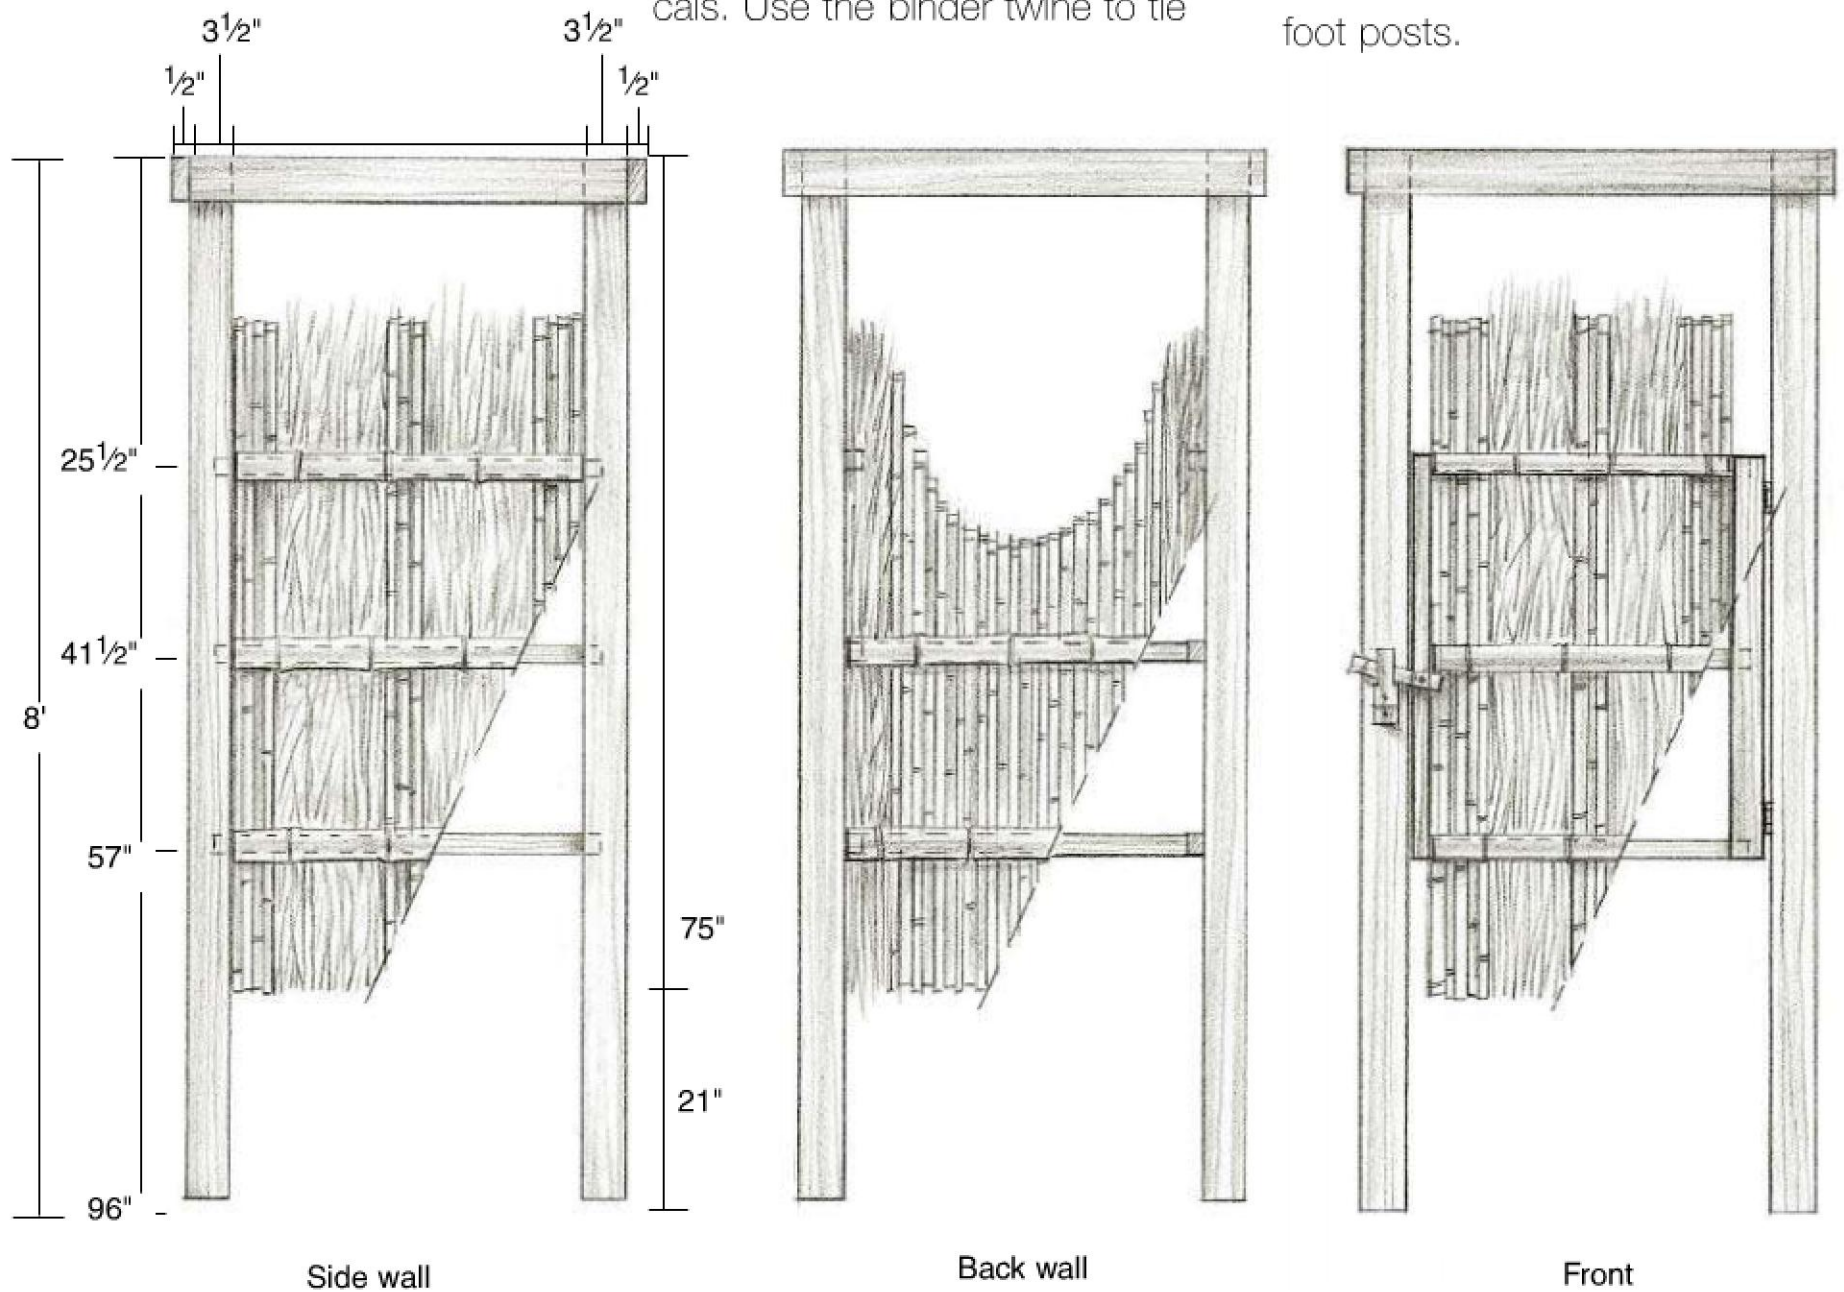 cals. Use the binder twine to tie
foot posts.
3½" 3½"
½" ½"
25½"
41½"
8'
57"
75"
21"
96"
Side wall
Back wall
Front